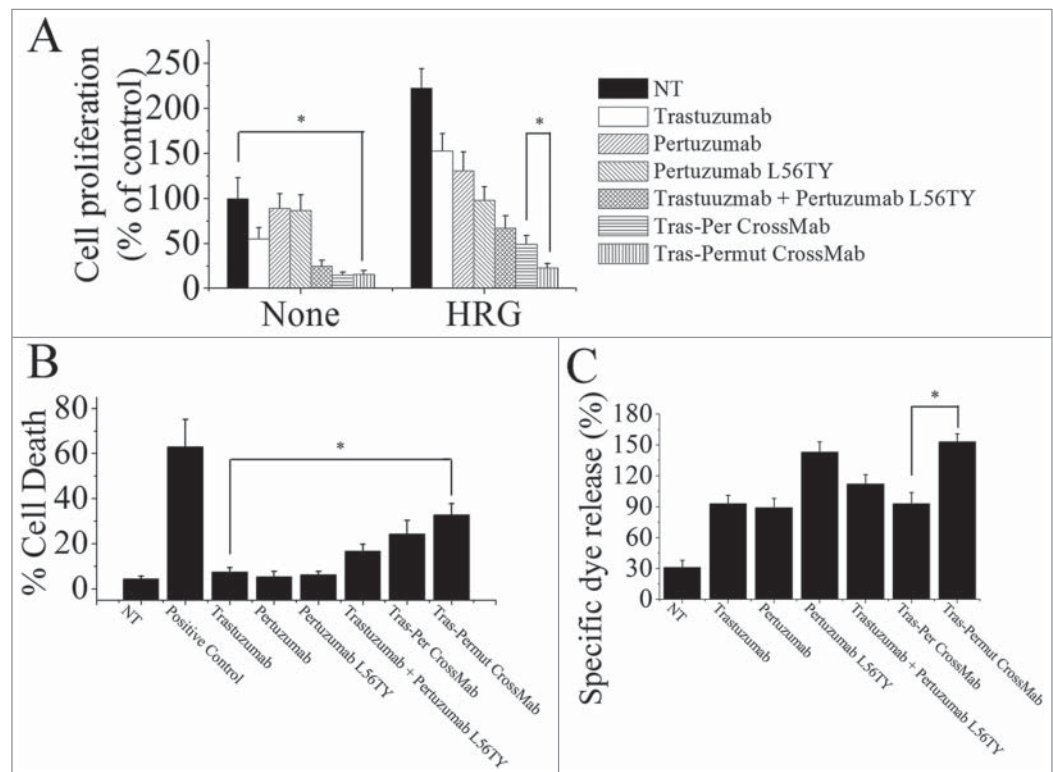 A
Cell proliferation
(% of control)
250
200
150
100
50
0
*
*
None
HRG
NT
Trastuzumab
Pertuzumab
Pertuzumab L56TY
Trastuuzmab + Pertuzumab L56TY
Tras-Per CrossMab
Tras-Permut CrossMab
B
% Cell Death
80
60
40
20
0
*
NT
Positive Control
Trastuzumab
Pertuzumab
Pertuzumab L56TY
Trastuzumab + Pertuzumab L56TY
Tras-Per CrossMab
Tras-Permut CrossMab
C
Specific dye release (%)
180
150
120
90
60
30
0
*
NT
Trastuzumab
Pertuzumab
Pertuzumab L56TY
Trastuzumab + Pertuzumab L56TY
Tras-Per CrossMab
Tras-Permut CrossMab